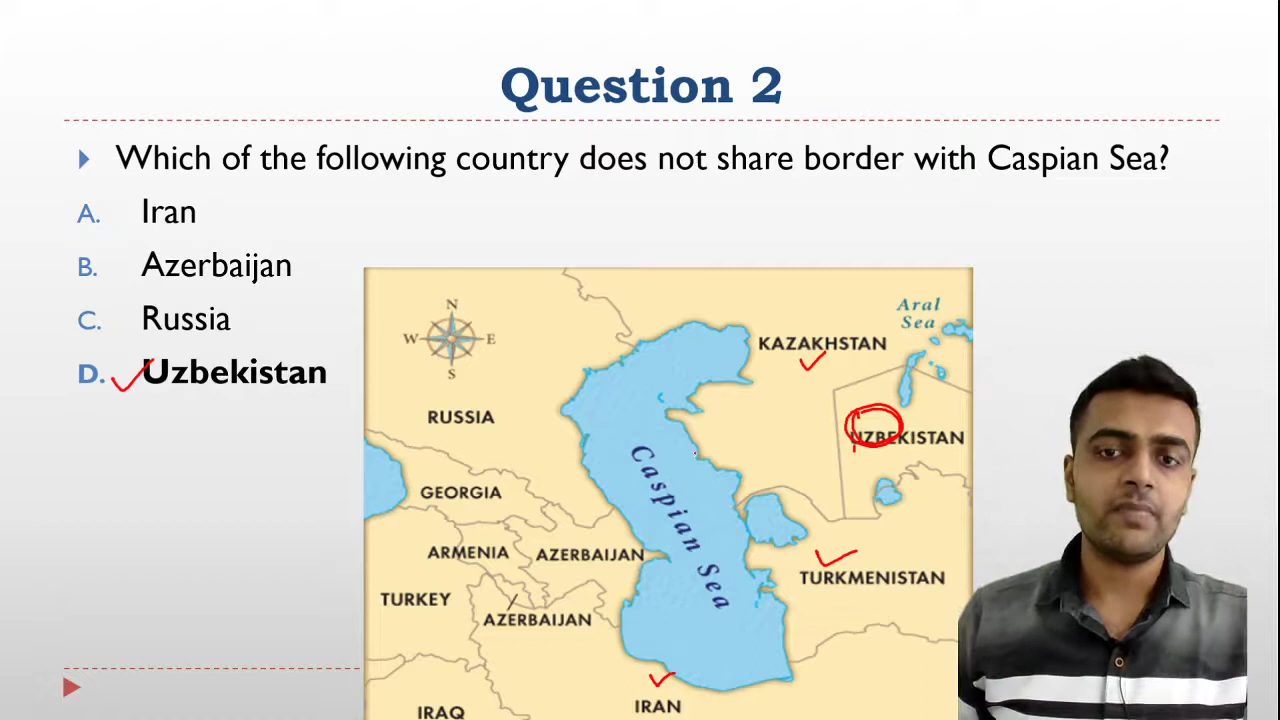 Question 2
Which of the following country does not share border with Caspian Sea?
A. Iran
B. Azerbaijan
C. Russia
D. Uzbekistan
N
W E
S
Aral
Sea
KAZAKHSTAN
RUSSIA
UZBEKISTAN
Caspian Sea
GEORGIA
ARMENIA
AZERBAIJAN
TURKMENISTAN
TURKEY
AZERBAIJAN
IRAN
IRAQ